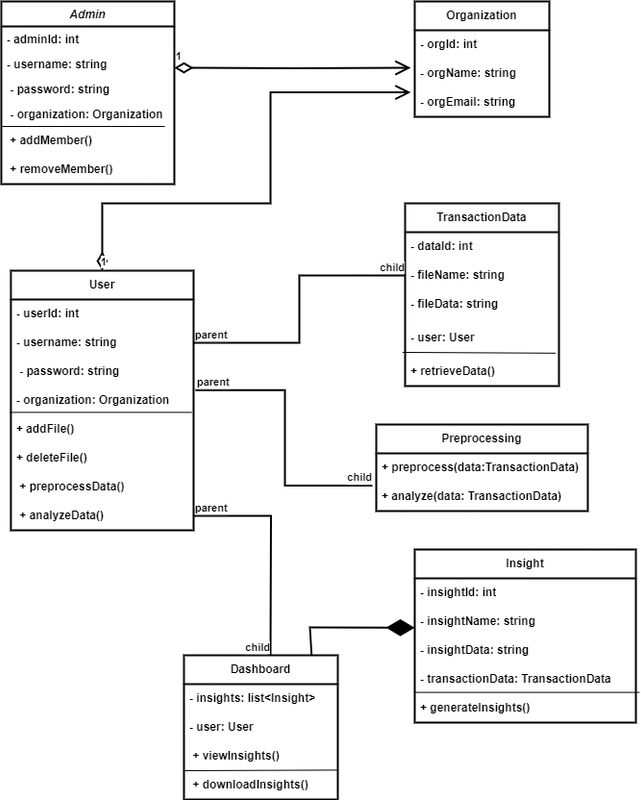 Admin
- adminId: int
- username: string
- password: string
- organization: Organization
+ addMember()
+ removeMember()
1
Organization
- orgId: int
- orgName: string
- orgEmail: string
1
User
- userId: int
- username: string
- password: string
- organization: Organization
+ addFile()
+ deleteFile()
+ preprocessData()
+ analyzeData()
parent
child
TransactionData
- dataId: int
- fileName: string
- fileData: string
- user: User
+ retrieveData()
parent
child
Preprocessing
+ preprocess(data:TransactionData)
+ analyze(data: TransactionData)
parent
child
Dashboard
- insights: list<Insight>
- user: User
+ viewInsights()
+ downloadInsights()
Insight
- insightId: int
- insightName: string
- insightData: string
- transactionData: TransactionData
+ generateInsights()